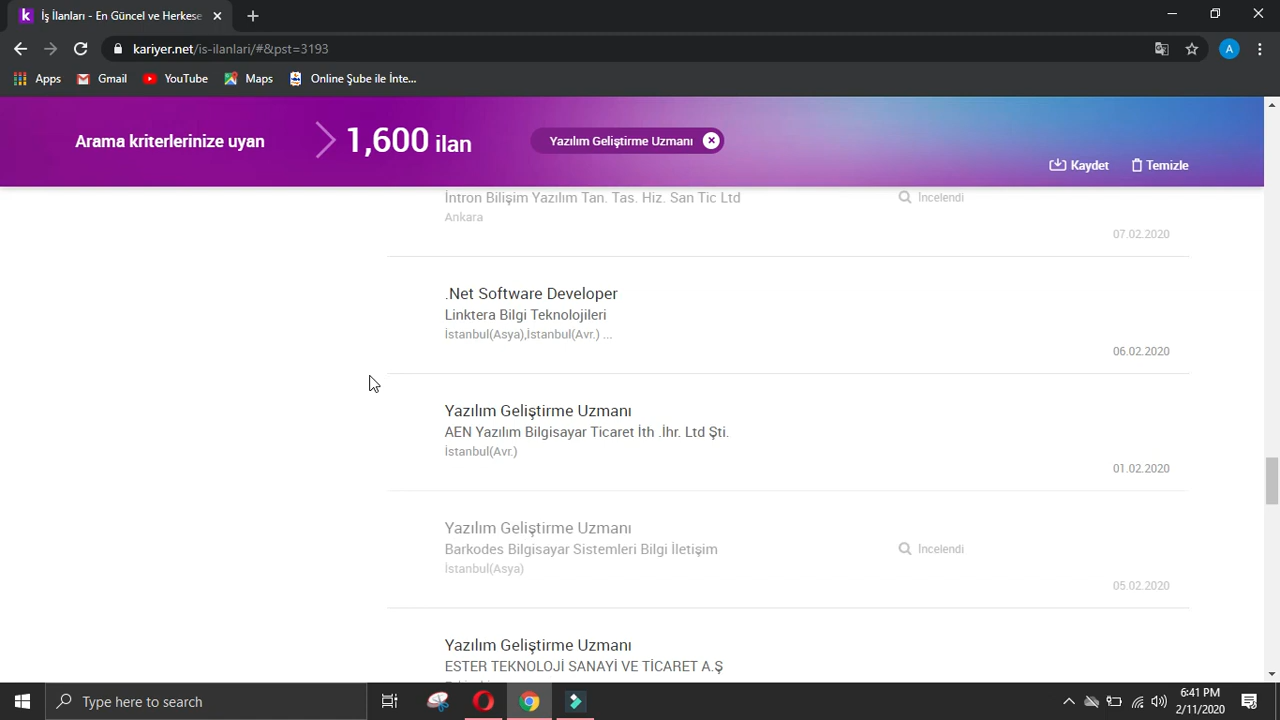 İş İlanları - En Güncel ve Herkese
kariyer.net/is-ilanlari/#&pst=3193
A
Apps
Gmail
YouTube
Maps
Online Şube ile İnte...
Arama kriterlerinize uyan
1,600 ilan
Yazılım Geliştirme Uzmanı
Kaydet
Temizle
İntron Bilişim Yazılım Tan. Tas. Hiz. San Tic Ltd
İncelendi
Ankara
07.02.2020
.Net Software Developer
Linktera Bilgi Teknolojileri
İstanbul(Asya),İstanbul(Avr.) ...
06.02.2020
Yazılım Geliştirme Uzmanı
AEN Yazılım Bilgisayar Ticaret İth .İhr. Ltd Şti.
İstanbul(Avr.)
01.02.2020
Yazılım Geliştirme Uzmanı
Barkodes Bilgisayar Sistemleri Bilgi İletişim
İncelendi
İstanbul(Asya)
05.02.2020
Yazılım Geliştirme Uzmanı
ESTER TEKNOLOJİ SANAYİ VE TİCARET A.Ş
Type here to search
6:41 PM
2/11/2020